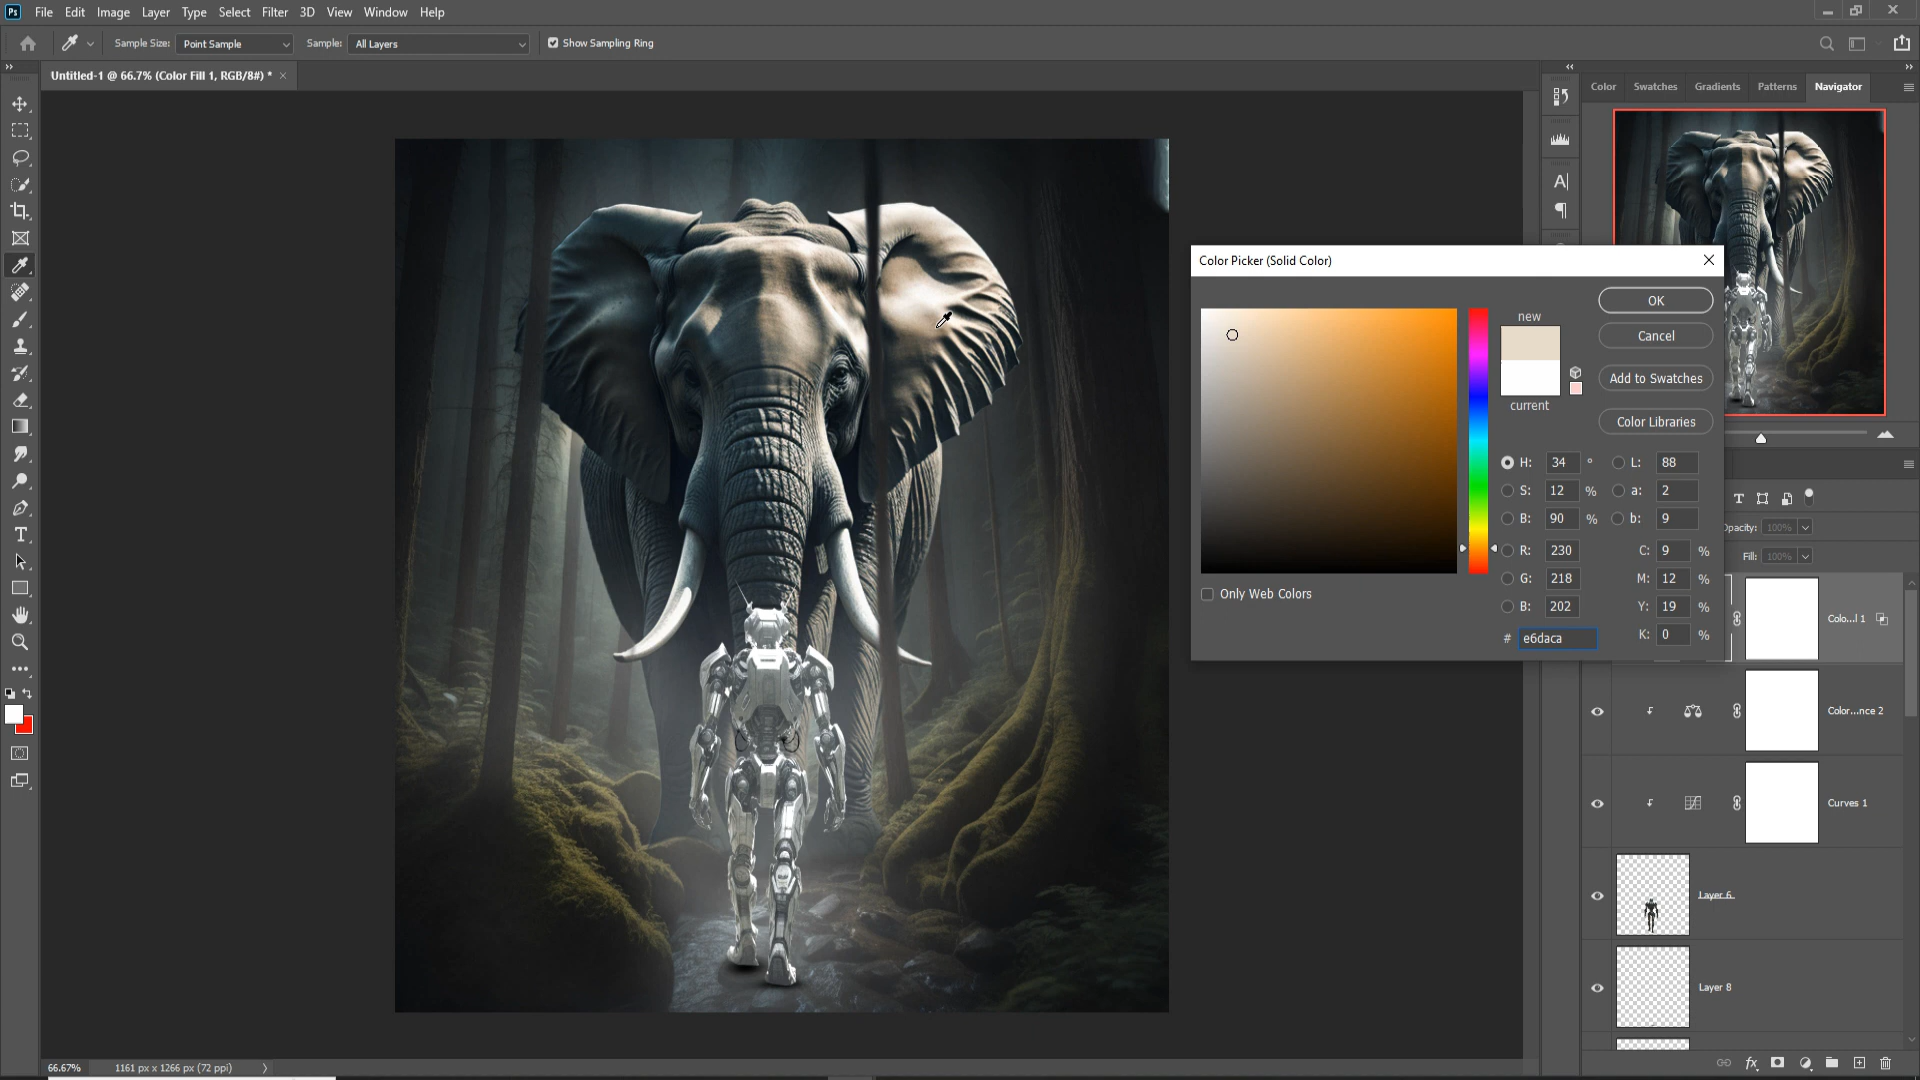 Ps File Edit Image Layer Type Select Filter 3D View Window Help
Sample Size: Point Sample Sample: All Layers Show Sampling Ring
Untitled-1 @ 66.7% (Color Fill 1, RGB/8#) * ×
Color Swatches Gradients Patterns Navigator
Color Picker (Solid Color)
new
current
OK
Cancel
Add to Swatches
Color Libraries
H: 34 ° L: 88
S: 12 % a: 2
B: 90 % b: 9
R: 230 C: 9 %
G: 218 M: 12 %
B: 202 Y: 19 %
# e6daca K: 0 %
Only Web Colors
Opacity: 100%
Fill: 100%
Colo...l 1
Color...nce 2
Curves 1
Layer 6
Layer 8
66.67% 1161 px x 1266 px (72 ppi)